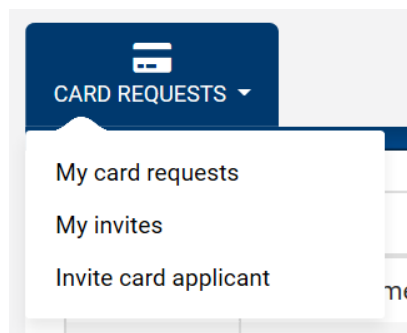 CARD REQUESTS
My card requests
My invites
Invite card applicant